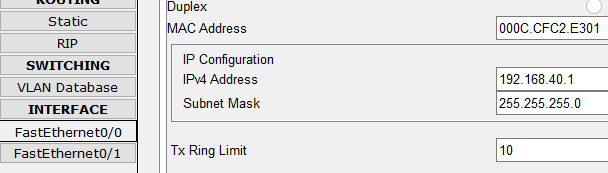 ROUTING
Static
RIP
SWITCHING
VLAN Database
INTERFACE
FastEthernet0/0
FastEthernet0/1
Duplex
MAC Address 000C.CFC2.E301
IP Configuration
IPv4 Address 192.168.40.1
Subnet Mask 255.255.255.0
Tx Ring Limit 10